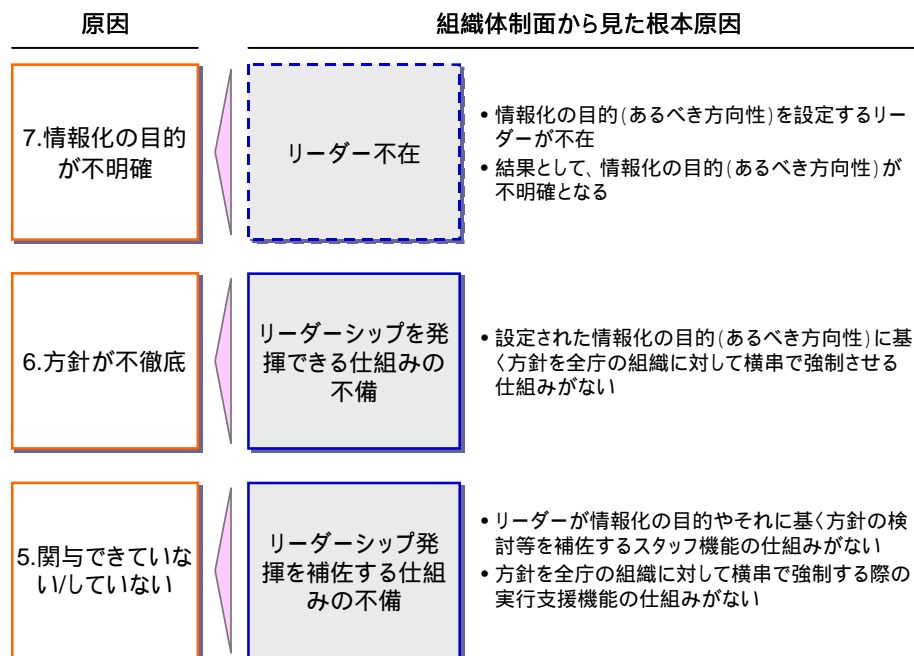 原因
組織体制面から見た根本原因
7.情報化の目的
が不明確
リーダー不在
• 情報化の目的(あるべき方向性)を設定するリー
ダーが不在
• 結果として、情報化の目的(あるべき方向性)が
不明確となる
6.方針が不徹底
リーダーシップを発
揮できる仕組みの
不備
• 設定された情報化の目的(あるべき方向性)に基
く方針を全庁の組織に対して横串で強制させる
仕組みがない
5.関与できていな
い/していない
リーダーシップ発
揮を補佐する仕組
みの不備
• リーダーが情報化の目的やそれに基く方針の検
討等を補佐するスタッフ機能の仕組みがない
• 方針を全庁の組織に対して横串で強制する際の
実行支援機能の仕組みがない